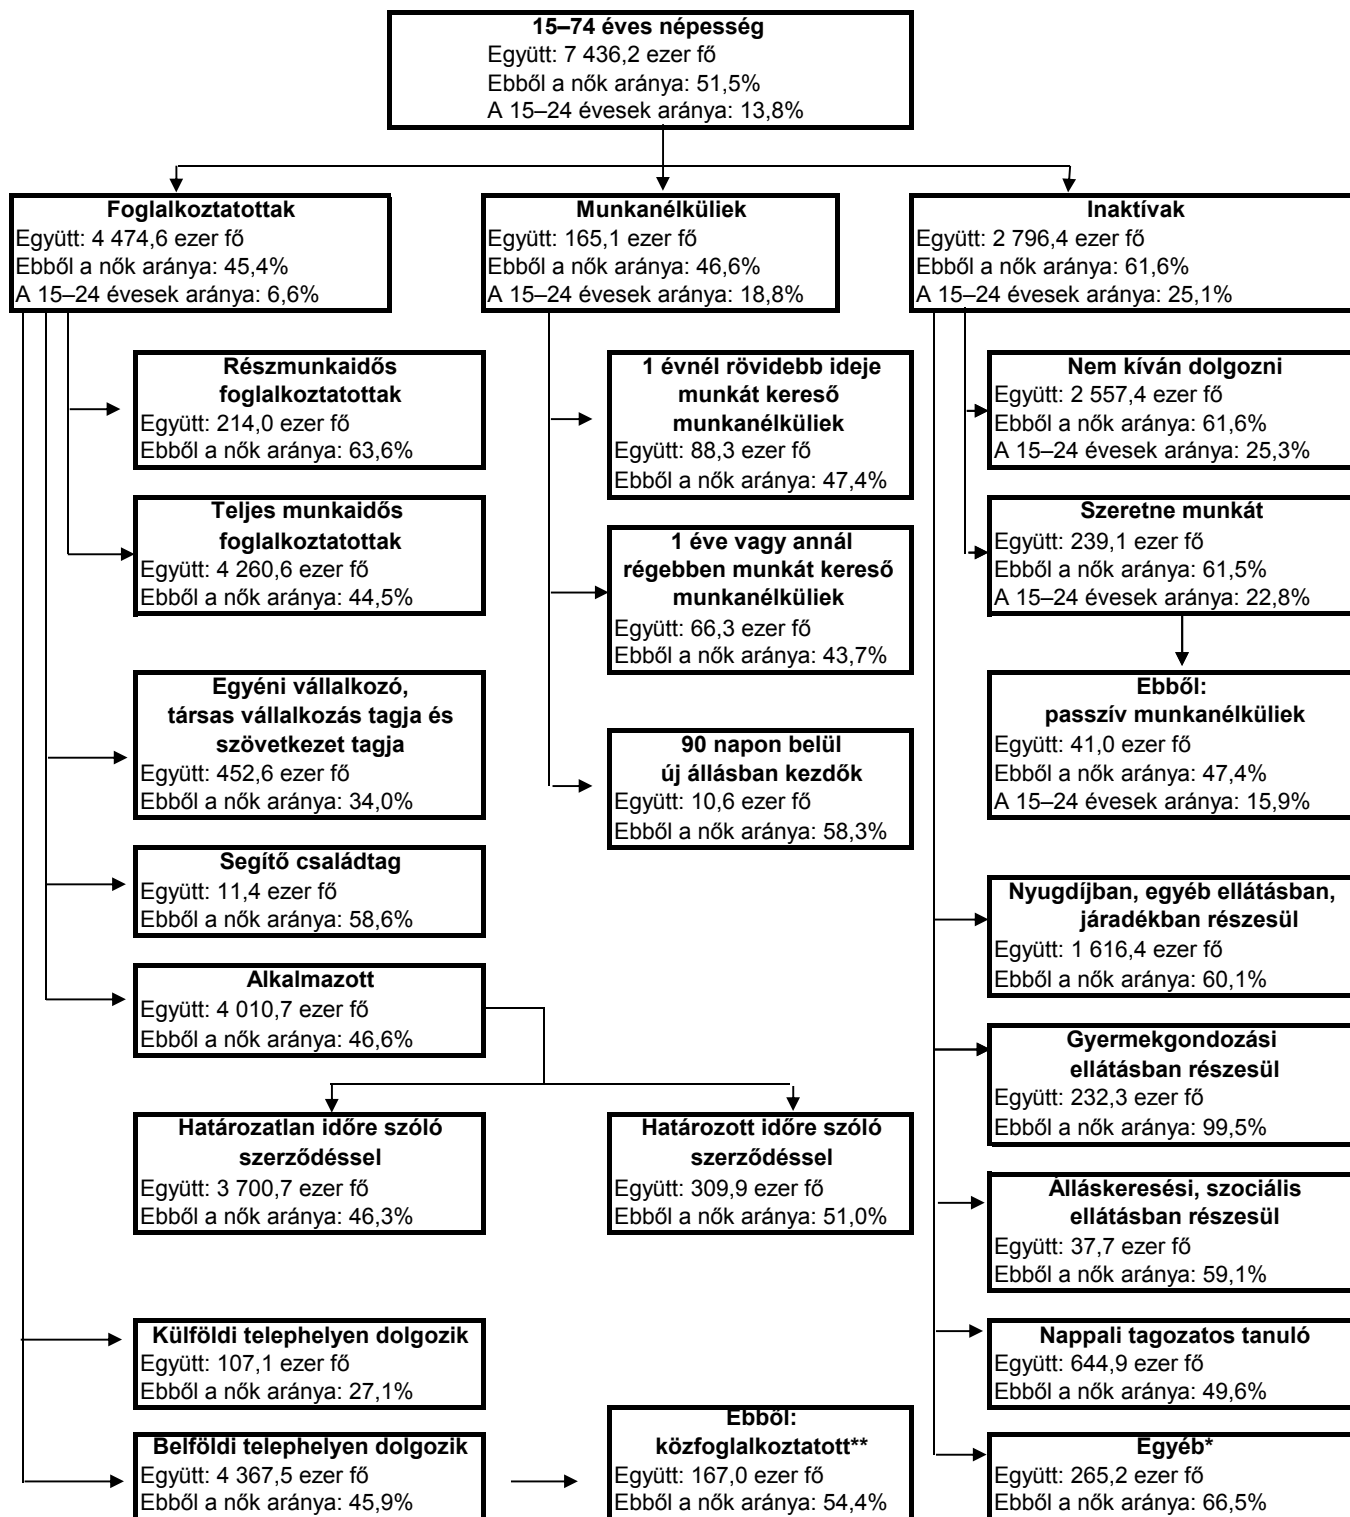 15–74 éves népesség
Együtt: 7 436,2 ezer fő
Ebből a nők aránya: 51,5%
A 15–24 évesek aránya: 13,8%
Foglalkoztatottak
Együtt: 4 474,6 ezer fő
Ebből a nők aránya: 45,4%
A 15–24 évesek aránya: 6,6%
Munkanélküliek
Együtt: 165,1 ezer fő
Ebből a nők aránya: 46,6%
A 15–24 évesek aránya: 18,8%
Inaktívak
Együtt: 2 796,4 ezer fő
Ebből a nők aránya: 61,6%
A 15–24 évesek aránya: 25,1%
Részmunkaidős
foglalkoztatottak
Együtt: 214,0 ezer fő
Ebből a nők aránya: 63,6%
Teljes munkaidős
foglalkoztatottak
Együtt: 4 260,6 ezer fő
Ebből a nők aránya: 44,5%
Egyéni vállalkozó,
társas vállalkozás tagja és
szövetkezet tagja
Együtt: 452,6 ezer fő
Ebből a nők aránya: 34,0%
Segítő családtag
Együtt: 11,4 ezer fő
Ebből a nők aránya: 58,6%
Alkalmazott
Együtt: 4 010,7 ezer fő
Ebből a nők aránya: 46,6%
Határozatlan időre szóló
szerződéssel
Együtt: 3 700,7 ezer fő
Ebből a nők aránya: 46,3%
Határozott időre szóló
szerződéssel
Együtt: 309,9 ezer fő
Ebből a nők aránya: 51,0%
Külföldi telephelyen dolgozik
Együtt: 107,1 ezer fő
Ebből a nők aránya: 27,1%
Belföldi telephelyen dolgozik
Együtt: 4 367,5 ezer fő
Ebből a nők aránya: 45,9%
Ebből:
közfoglalkoztatott**
Együtt: 167,0 ezer fő
Ebből a nők aránya: 54,4%
1 évnél rövidebb ideje
munkát kereső
munkanélküliek
Együtt: 88,3 ezer fő
Ebből a nők aránya: 47,4%
1 éve vagy annál
régebben munkát kereső
munkanélküliek
Együtt: 66,3 ezer fő
Ebből a nők aránya: 43,7%
90 napon belül
új állásban kezdők
Együtt: 10,6 ezer fő
Ebből a nők aránya: 58,3%
Nem kíván dolgozni
Együtt: 2 557,4 ezer fő
Ebből a nők aránya: 61,6%
A 15–24 évesek aránya: 25,3%
Szeretne munkát
Együtt: 239,1 ezer fő
Ebből a nők aránya: 61,5%
A 15–24 évesek aránya: 22,8%
Ebből:
passzív munkanélküliek
Együtt: 41,0 ezer fő
Ebből a nők aránya: 47,4%
A 15–24 évesek aránya: 15,9%
Nyugdíjban, egyéb ellátásban,
járadékban részesül
Együtt: 1 616,4 ezer fő
Ebből a nők aránya: 60,1%
Gyermekgondozási
ellátásban részesül
Együtt: 232,3 ezer fő
Ebből a nők aránya: 99,5%
Álláskeresési, szociális
ellátásban részesül
Együtt: 37,7 ezer fő
Ebből a nők aránya: 59,1%
Nappali tagozatos tanuló
Együtt: 644,9 ezer fő
Ebből a nők aránya: 49,6%
Egyéb*
Együtt: 265,2 ezer fő
Ebből a nők aránya: 66,5%